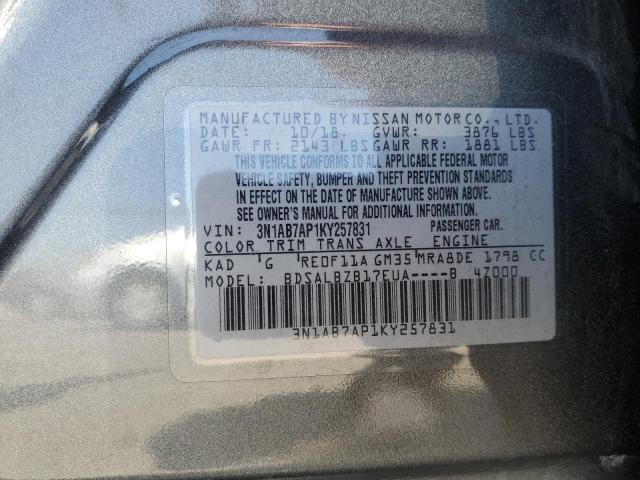 MANUFACTURED BY NISSAN MOTOR CO., LTD.
DATE: 10/18. GVWR: 3876 LBS
GAWR FR: 2143 LBS GAWR RR: 1881 LBS
THIS VEHICLE CONFORMS TO ALL APPLICABLE FEDERAL MOTOR
VEHICLE SAFETY, BUMPER AND THEFT PREVENTION STANDARDS
IN EFFECT ON THE DATE OF MANUFACTURE SHOWN ABOVE.
SEE OWNER'S MANUAL FOR ADDITIONAL INFORMATION.
VIN: 3N1AB7AP1KY257831 PASSENGER CAR.
COLOR TRIM TRANS AXLE ENGINE
KAD G RE0F11A GM35 MRA8DE 1798 CC
MODEL: BDSALBZB17EUA----B 4Z000
3N1AB7AP1KY257831